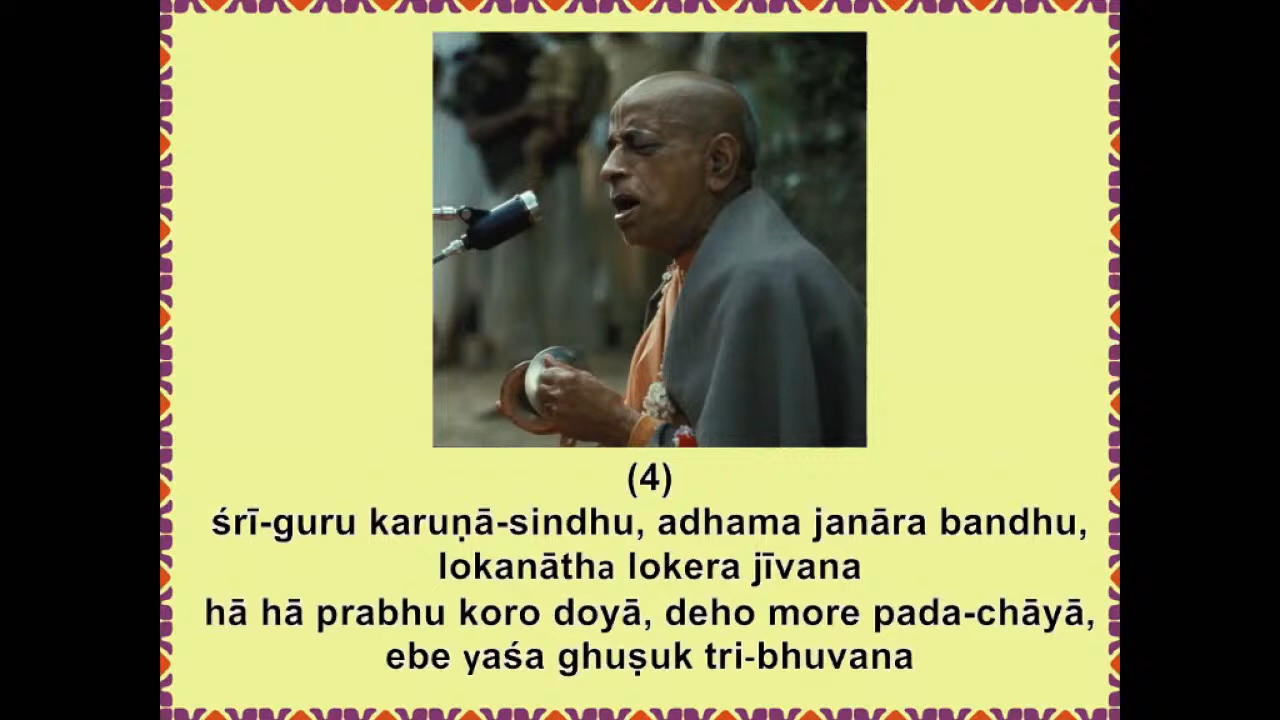 (4)
śrī-guru karuṇā-sindhu, adhama janāra bandhu,
lokanātha lokera jīvana
hā hā prabhu koro doyā, deho more pada-chāyā,
ebe yaśa ghuṣuk tri-bhuvana